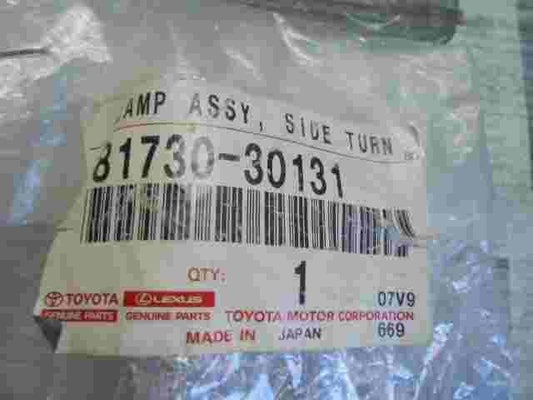 LAMP ASSY, SIDE TURN
81730-30131
QTY: 1 07V9
TOYOTA LEXUS
GENUINE PARTS GENUINE PARTS TOYOTA MOTOR CORPORATION
MADE IN JAPAN 669